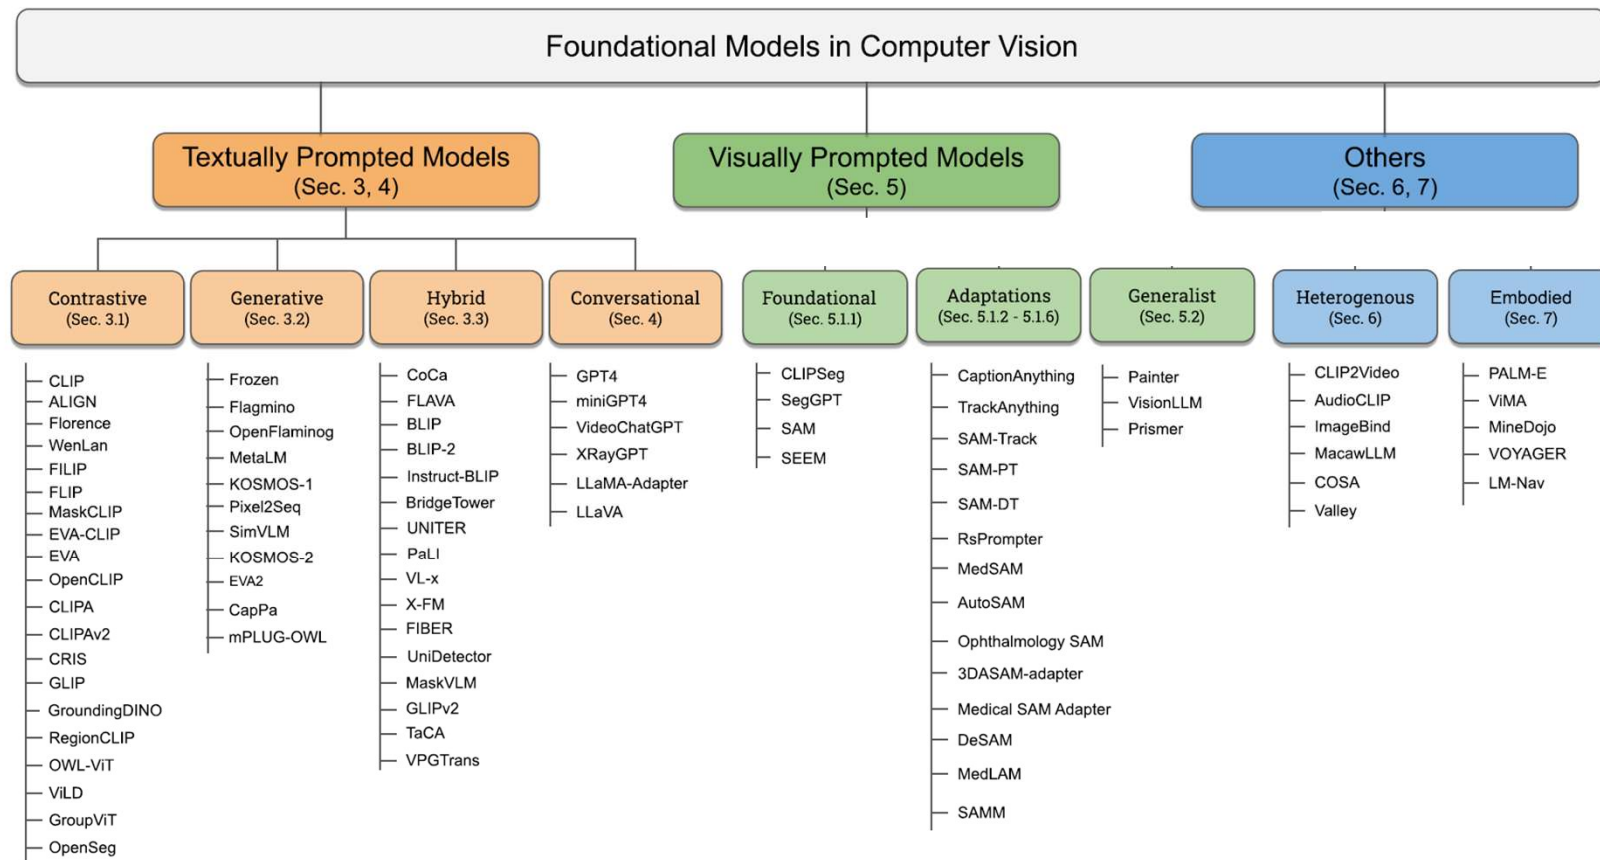 Foundational Models in Computer Vision
Textually Prompted Models
(Sec. 3, 4)
Visually Prompted Models
(Sec. 5)
Others
(Sec. 6, 7)
Contrastive
(Sec. 3.1)
Generative
(Sec. 3.2)
Hybrid
(Sec. 3.3)
Conversational
(Sec. 4)
Foundational
(Sec. 5.1.1)
Adaptations
(Sec. 5.1.2 - 5.1.6)
Generalist
(Sec. 5.2)
Heterogenous
(Sec. 6)
Embodied
(Sec. 7)
CLIP
ALIGN
Florence
WenLan
FILIP
FLIP
MaskCLIP
EVA-CLIP
EVA
OpenCLIP
CLIPA
CLIPAv2
CRIS
GLIP
GroundingDINO
RegionCLIP
OWL-ViT
ViLD
GroupViT
OpenSeg
Frozen
Flagmino
OpenFlaminog
MetaLM
KOSMOS-1
Pixel2Seq
SimVLM
KOSMOS-2
EVA2
CapPa
mPLUG-OWL
CoCa
FLAVA
BLIP
BLIP-2
Instruct-BLIP
BridgeTower
UNITER
PaLI
VL-x
X-FM
FIBER
UniDetector
MaskVLM
GLIPv2
TaCA
VPGTrans
GPT4
miniGPT4
VideoChatGPT
XRayGPT
LLaMA-Adapter
LLaVA
CLIPSeg
SegGPT
SAM
SEEM
CaptionAnything
TrackAnything
SAM-Track
SAM-PT
SAM-DT
RsPrompter
MedSAM
AutoSAM
Ophthalmology SAM
3DASAM-adapter
Medical SAM Adapter
DeSAM
MedLAM
SAMM
Painter
VisionLLM
Prismer
CLIP2Video
AudioCLIP
ImageBind
MacawLLM
COSA
Valley
PALM-E
ViMA
MineDojo
VOYAGER
LM-Nav